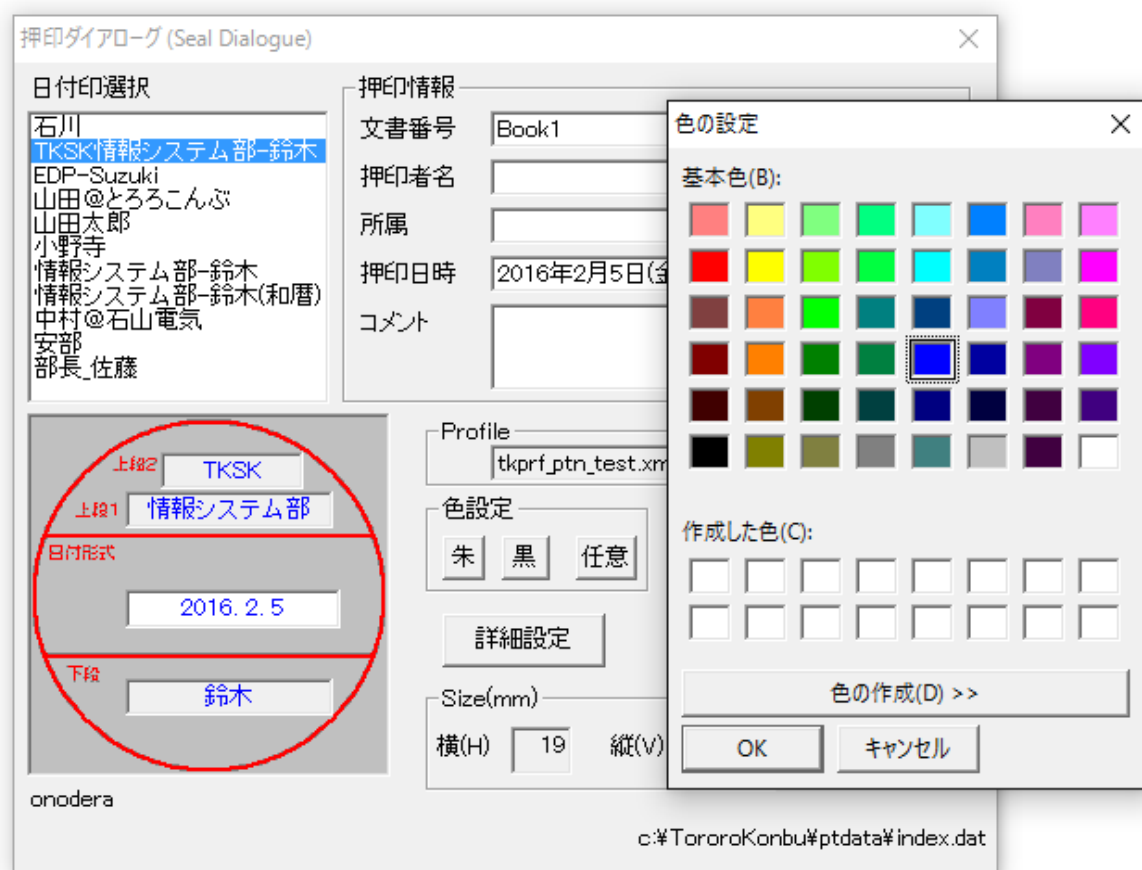 押印ダイアローグ (Seal Dialogue)
日付印選択
石川
TKSK情報システム部-鈴木
EDP-Suzuki
山田@とろろこんぶ
山田太郎
小野寺
情報システム部-鈴木
情報システム部-鈴木(和暦)
中村@石山電気
安部
部長_佐藤
押印情報
文書番号
Book1
押印者名
所属
押印日時
2016年2月5日(金
コメント
上段2
TKSK
上段1
情報システム部
日付形式
2016. 2. 5
下段
鈴木
onodera
Profile
tkprf_ptn_test.xm
色設定
朱
黒
任意
詳細設定
Size(mm)
横(H)
19
縦(V)
c:¥TororoKonbu¥ptdata¥index.dat
色の設定
基本色(B):
作成した色(C):
色の作成(D) >>
OK
キャンセル